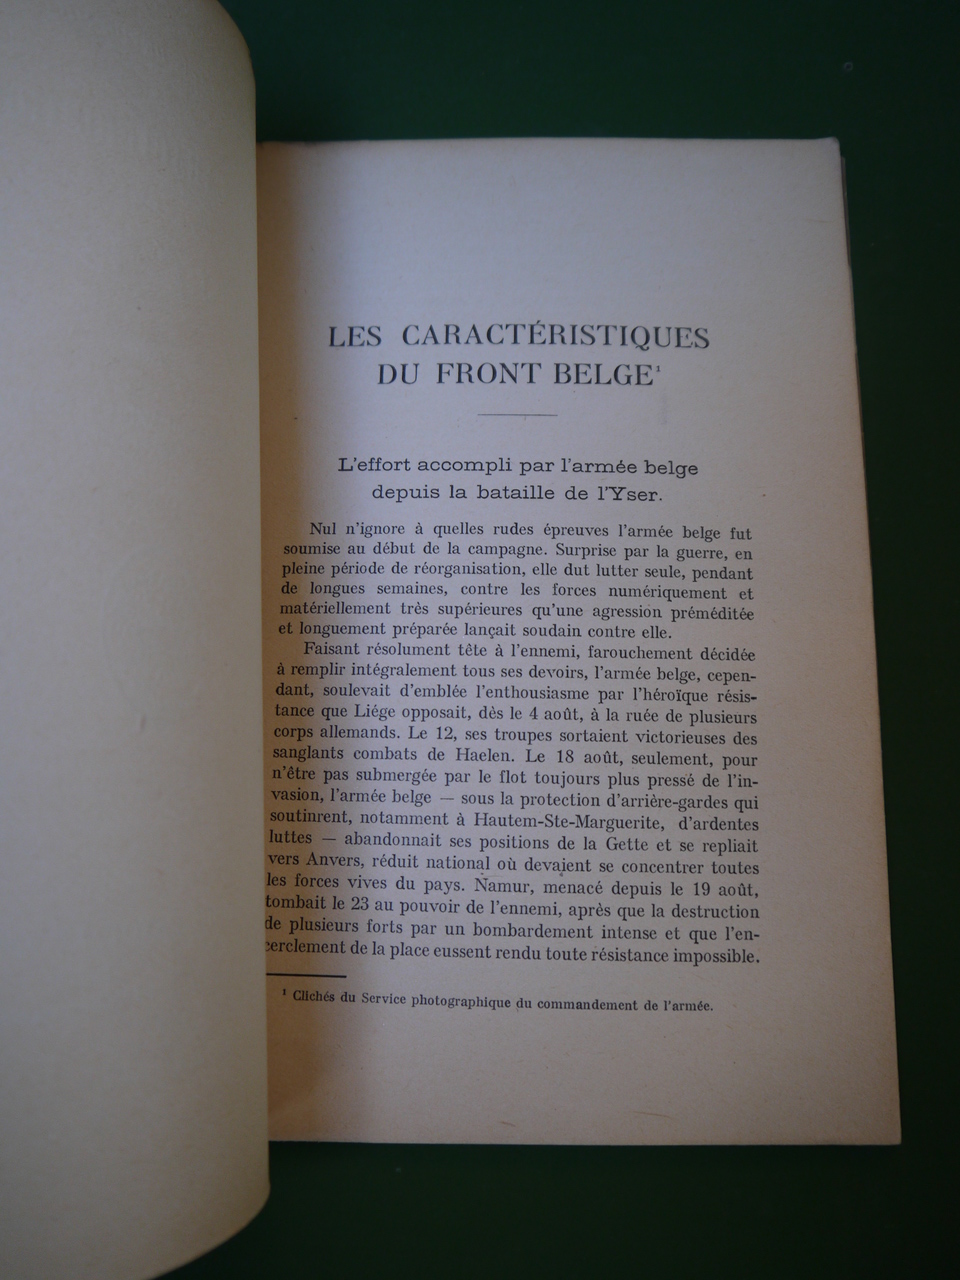 LES CARACTÉRISTIQUES
DU FRONT BELGE¹
L'effort accompli par l'armée belge
depuis la bataille de l'Yser.
Nul n'ignore à quelles rudes épreuves l'armée belge fut
soumise au début de la campagne. Surprise par la guerre, en
pleine période de réorganisation, elle dut lutter seule, pendant
de longues semaines, contre les forces numériquement et
matériellement très supérieures qu'une agression préméditée
et longuement préparée lançait soudain contre elle.
Faisant résolument tête à l'ennemi, farouchement décidée
à remplir intégralement tous ses devoirs, l'armée belge, cepen-
dant, soulevait d'emblée l'enthousiasme par l'héroïque résis-
tance que Liége opposait, dès le 4 août, à la ruée de plusieurs
corps allemands. Le 12, ses troupes sortaient victorieuses des
sanglants combats de Haelen. Le 18 août, seulement, pour
n'être pas submergée par le flot toujours plus pressé de l'in-
vasion, l'armée belge — sous la protection d'arrière-gardes qui
soutinrent, notamment à Hautem-Ste-Marguerite, d'ardentes
luttes — abandonnait ses positions de la Gette et se repliait
vers Anvers, réduit national où devaient se concentrer toutes
les forces vives du pays. Namur, menacé depuis le 19 août,
tombait le 23 au pouvoir de l'ennemi, après que la destruction
de plusieurs forts par un bombardement intense et que l'en-
cerclement de la place eussent rendu toute résistance impossible.
¹ Clichés du Service photographique du commandement de l'armée.